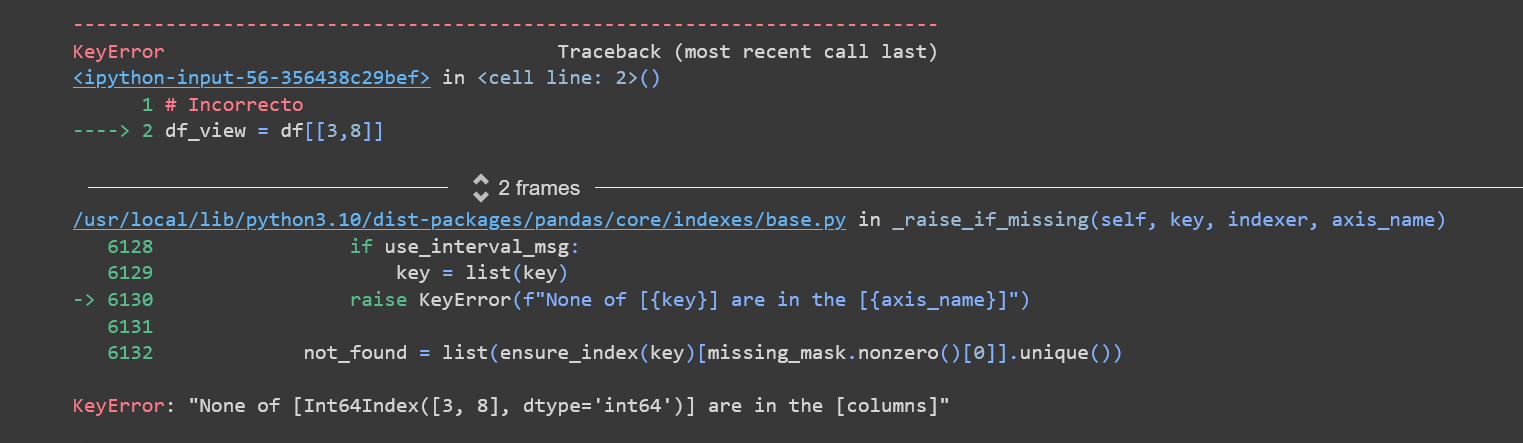 ---------------------------------------------------------------------------
KeyError                                  Traceback (most recent call last)
<ipython-input-56-356438c29bef> in <cell line: 2>()
      1 # Incorrecto
----> 2 df_view = df[[3,8]]
2 frames
/usr/local/lib/python3.10/dist-packages/pandas/core/indexes/base.py in _raise_if_missing(self, key, indexer, axis_name)
   6128                 if use_interval_msg:
   6129                     key = list(key)
-> 6130                 raise KeyError(f"None of [{key}] are in the [{axis_name}]")
   6131
   6132             not_found = list(ensure_index(key)[missing_mask.nonzero()[0]].unique())
KeyError: "None of [Int64Index([3, 8], dtype='int64')] are in the [columns]"